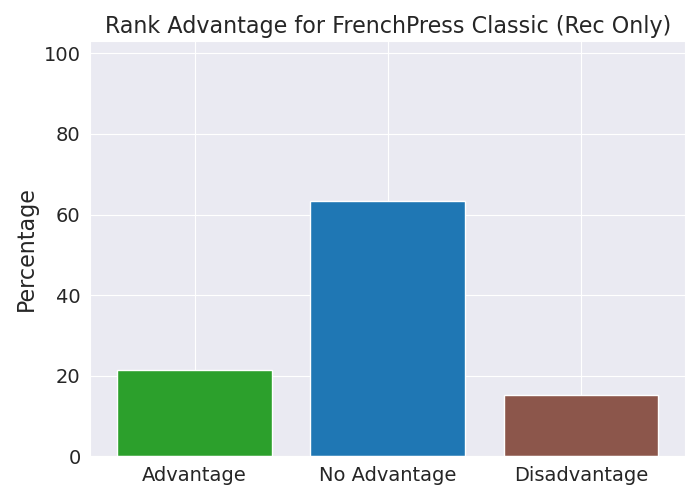 Rank Advantage for FrenchPress Classic (Rec Only)
Percentage
100
80
60
40
20
0
Advantage
No Advantage
Disadvantage